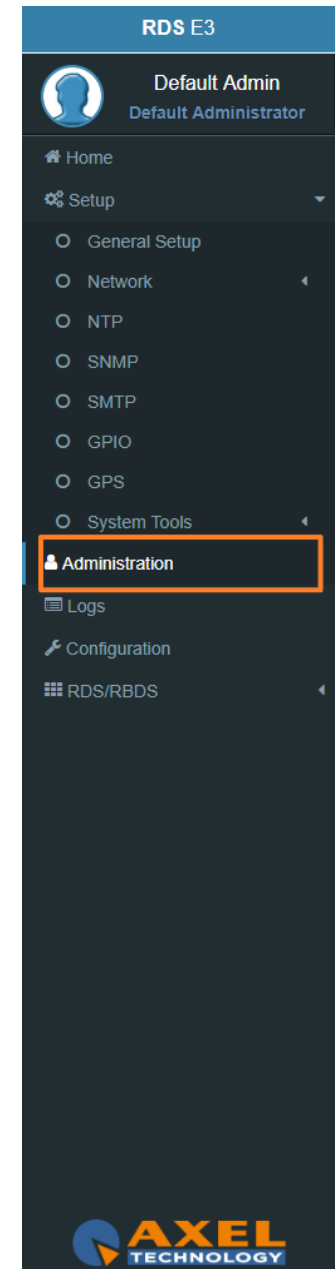 RDS E3
Default Admin
Default Administrator
Home
Setup
General Setup
Network
NTP
SNMP
SMTP
GPIO
GPS
System Tools
Administration
Logs
Configuration
RDS/RBDS
AXEL
TECHNOLOGY